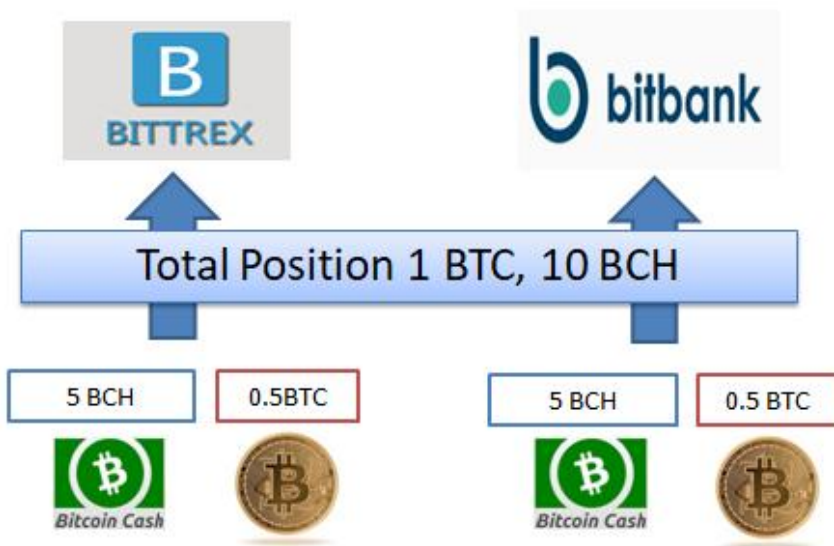 B
BITTREX
bitbank
Total Position 1 BTC, 10 BCH
5 BCH
0.5BTC
5 BCH
0.5 BTC
Bitcoin Cash
Bitcoin Cash